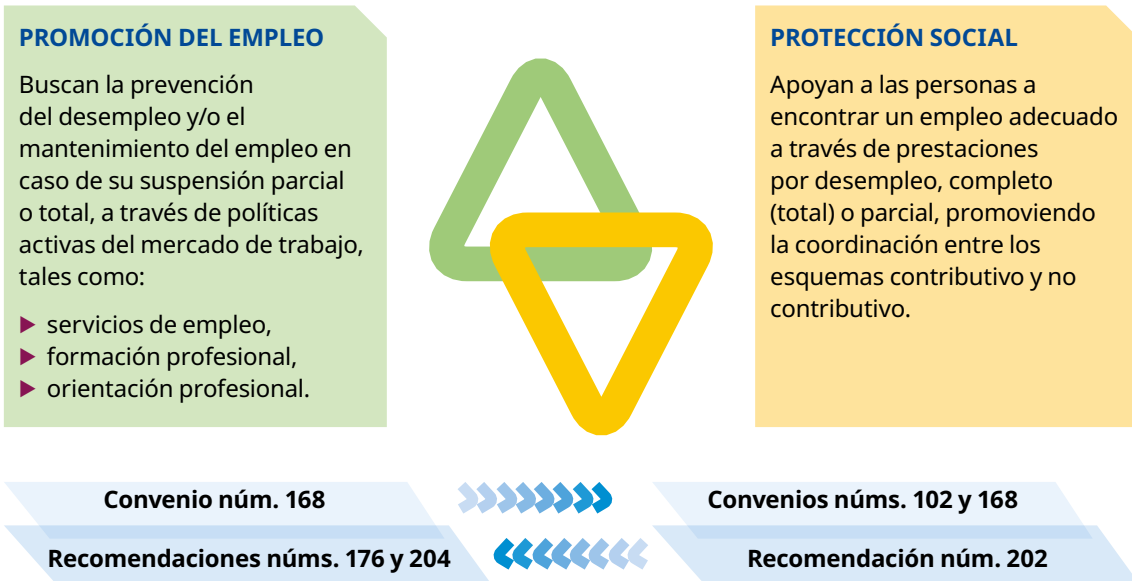 PROMOCIÓN DEL EMPLEO
Buscan la prevención
del desempleo y/o el
mantenimiento del empleo en
caso de su suspensión parcial
o total, a través de políticas
activas del mercado de trabajo,
tales como:
servicios de empleo,
formación profesional,
orientación profesional.
PROTECCIÓN SOCIAL
Apoyan a las personas a
encontrar un empleo adecuado
a través de prestaciones
por desempleo, completo
(total) o parcial, promoviendo
la coordinación entre los
esquemas contributivo y no
contributivo.
Convenio núm. 168
Convenios núms. 102 y 168
Recomendaciones núms. 176 y 204
Recomendación núm. 202